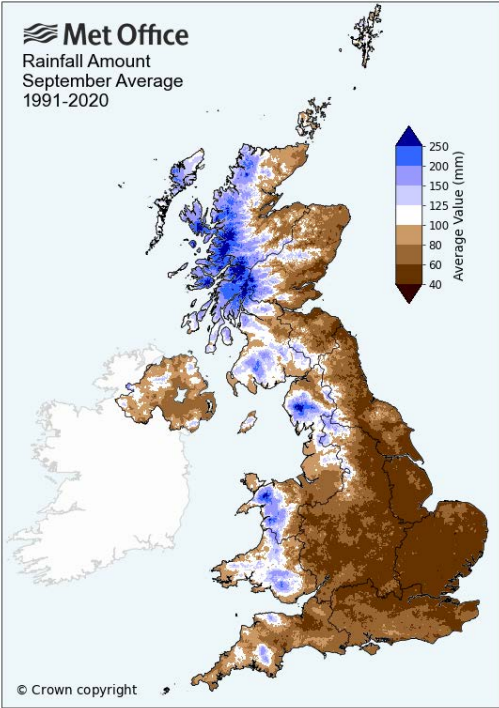 Met Office
Rainfall Amount
September Average
1991-2020
250
200
150
125
100
80
60
40
Average Value (mm)
© Crown copyright